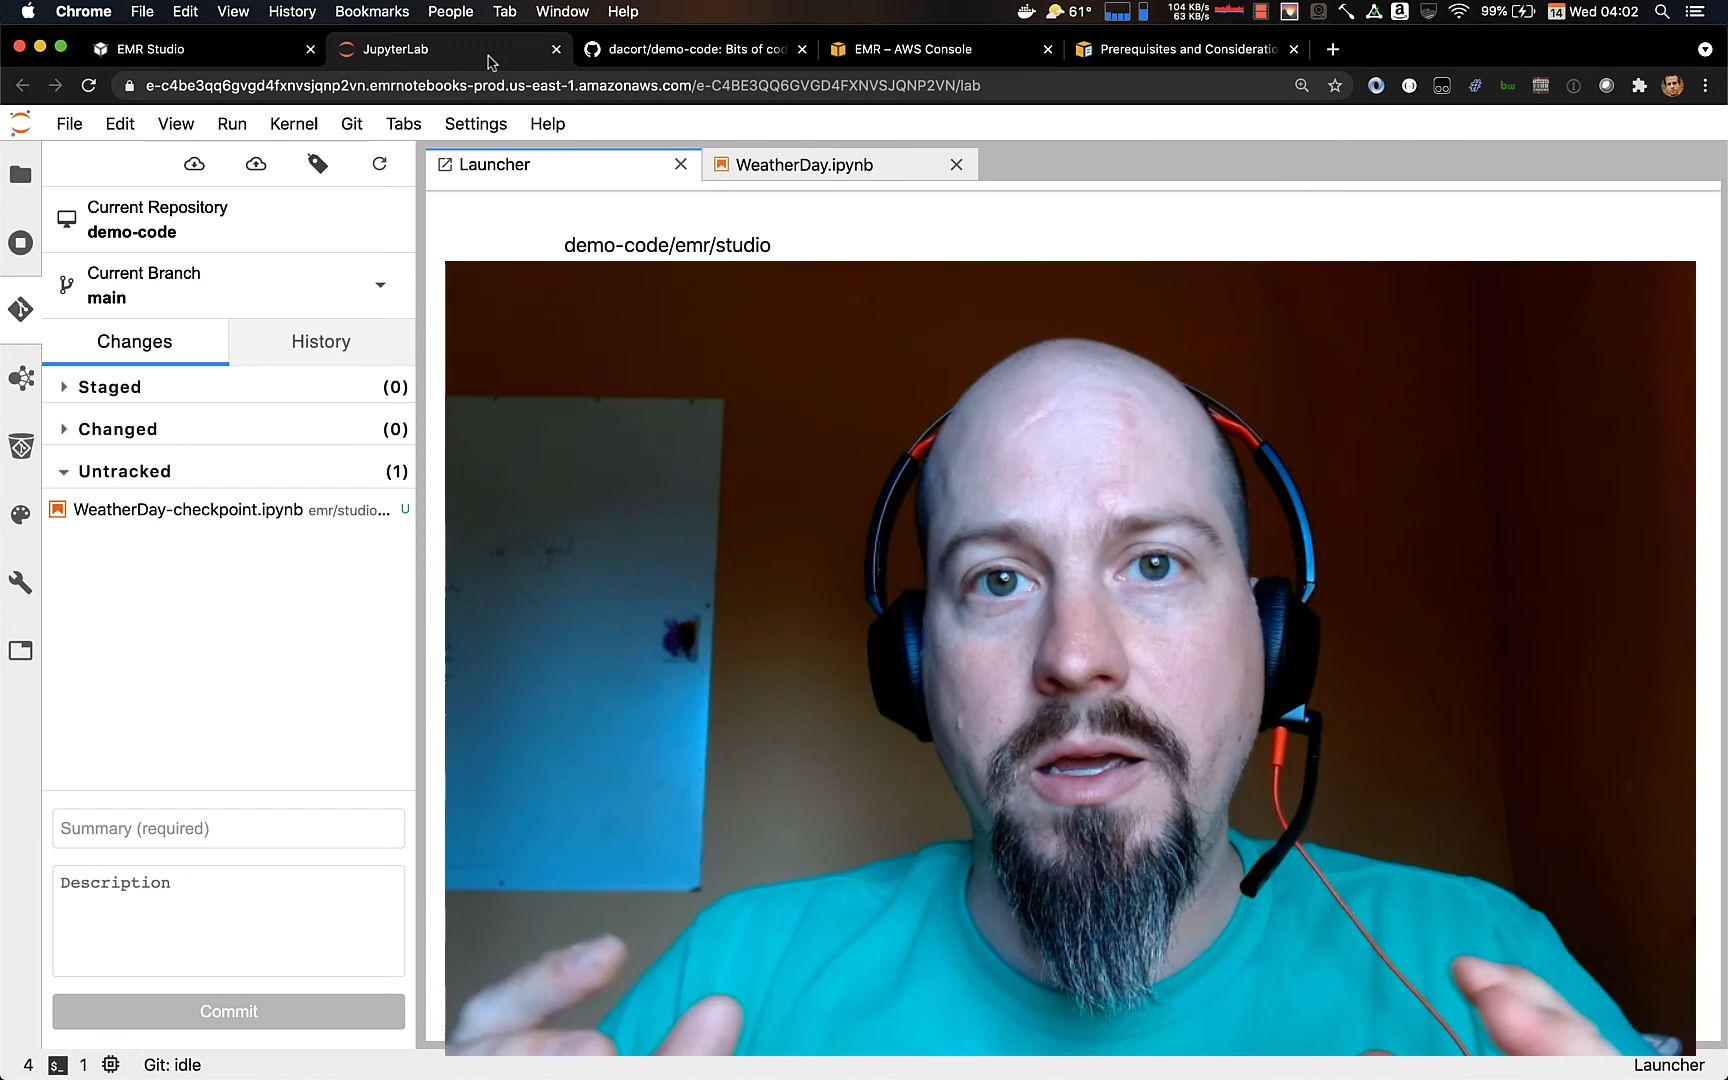 Chrome File Edit View History Bookmarks People Tab Window Help
61° 104 KB/s 63 KB/s 99% 14 Wed 04:02
EMR Studio
JupyterLab
dacort/demo-code: Bits of cod
EMR – AWS Console
Prerequisites and Consideratio
e-c4be3qq6gvgd4fxnvsjqnp2vn.emrnotebooks-prod.us-east-1.amazonaws.com/e-C4BE3QQ6GVGD4FXNVSJQNP2VN/lab
File Edit View Run Kernel Git Tabs Settings Help
Launcher
WeatherDay.ipynb
Current Repository
demo-code
demo-code/emr/studio
Current Branch
main
Changes History
Staged (0)
Changed (0)
Untracked (1)
WeatherDay-checkpoint.ipynb emr/studio... U
Summary (required)
Description
Commit
4 $_ 1 Git: idle Launcher